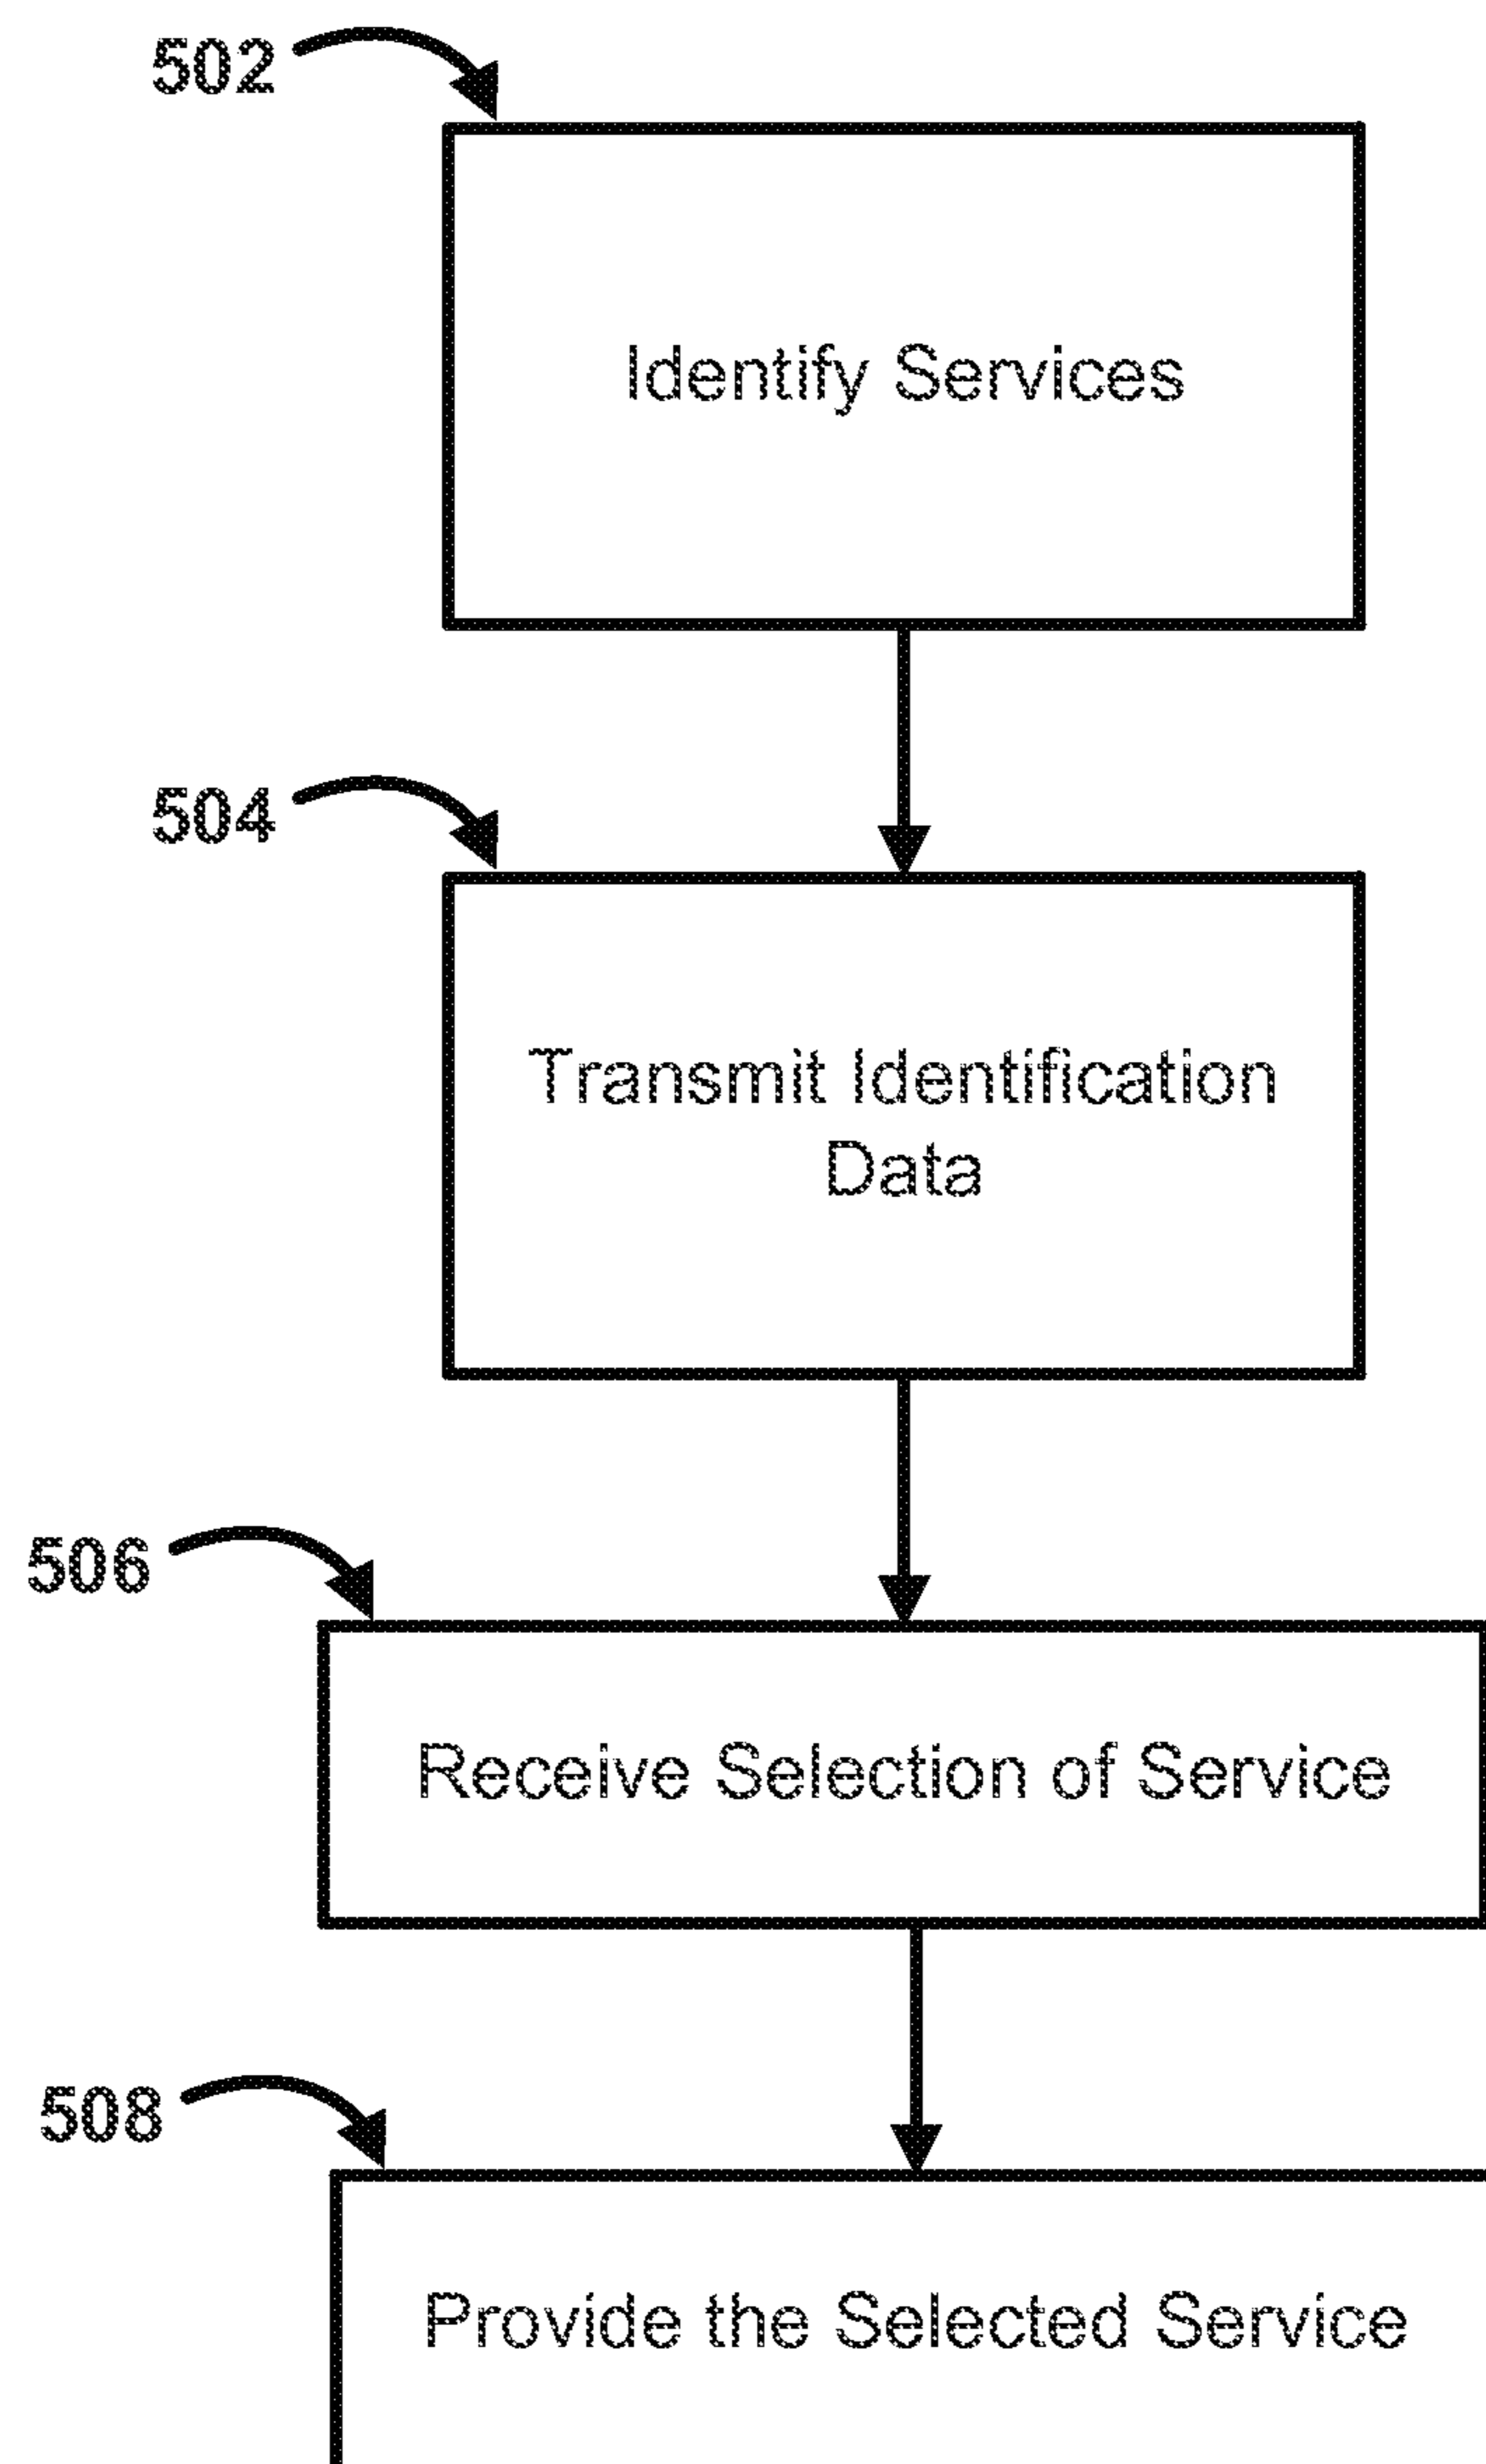 502
Identify Services
504
Transmit Identification
Data
506
Receive Selection of Service
508
Provide the Selected Service